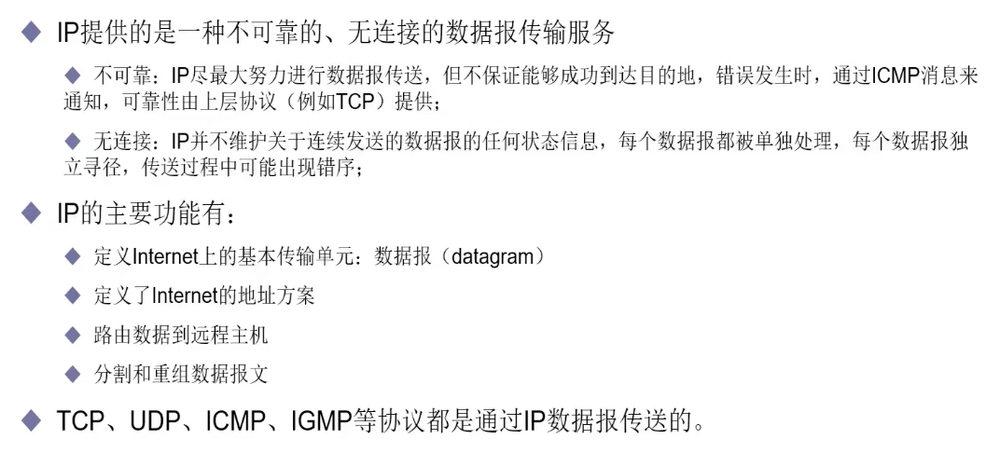 IP提供的是一种不可靠的、无连接的数据报传输服务
不可靠：IP尽最大努力进行数据报传送，但不保证能够成功到达目的地，错误发生时，通过ICMP消息来
通知，可靠性由上层协议（例如TCP）提供；
无连接：IP并不维护关于连续发送的数据报的任何状态信息，每个数据报都被单独处理，每个数据报独
立寻径，传送过程中可能出现错序；
IP的主要功能有：
定义Internet上的基本传输单元：数据报（datagram）
定义了Internet的地址方案
路由数据到远程主机
分割和重组数据报文
TCP、UDP、ICMP、IGMP等协议都是通过IP数据报传送的。